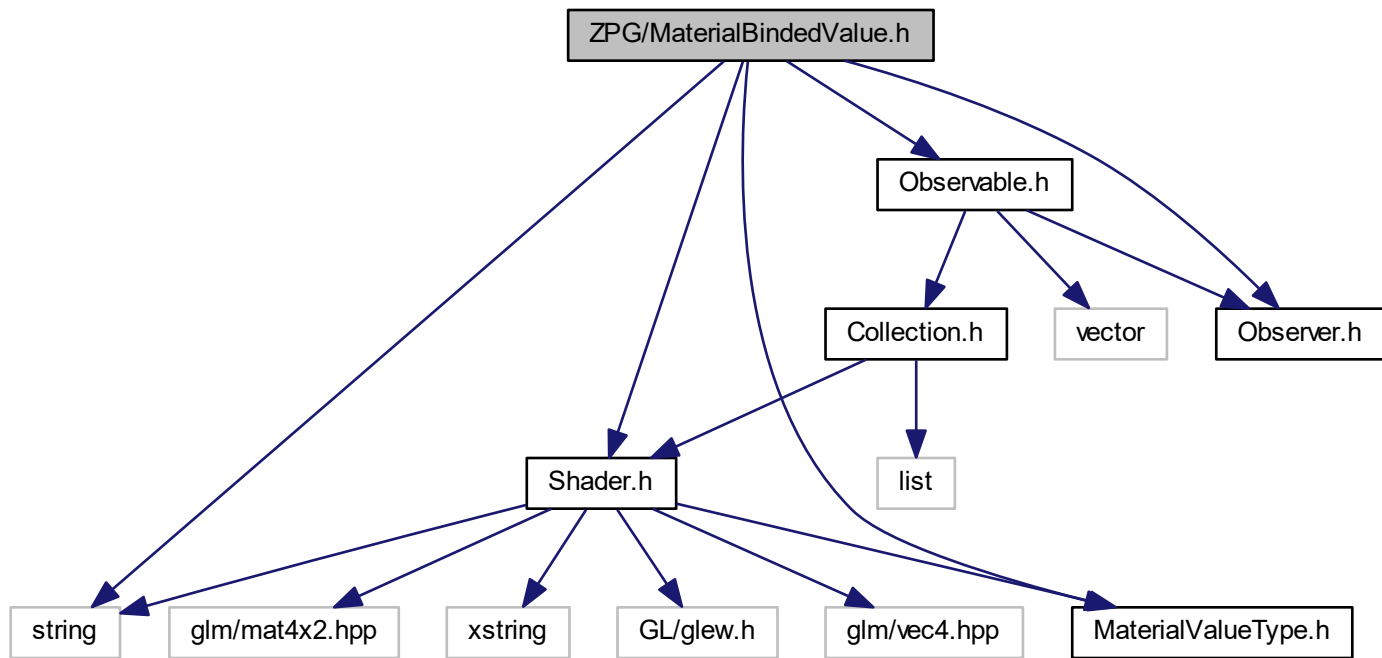 ZPG/MaterialBindedValue.h
Observable.h
Collection.h
vector
Observer.h
Shader.h
list
string
glm/mat4x2.hpp
xstring
GL/glew.h
glm/vec4.hpp
MaterialValueType.h